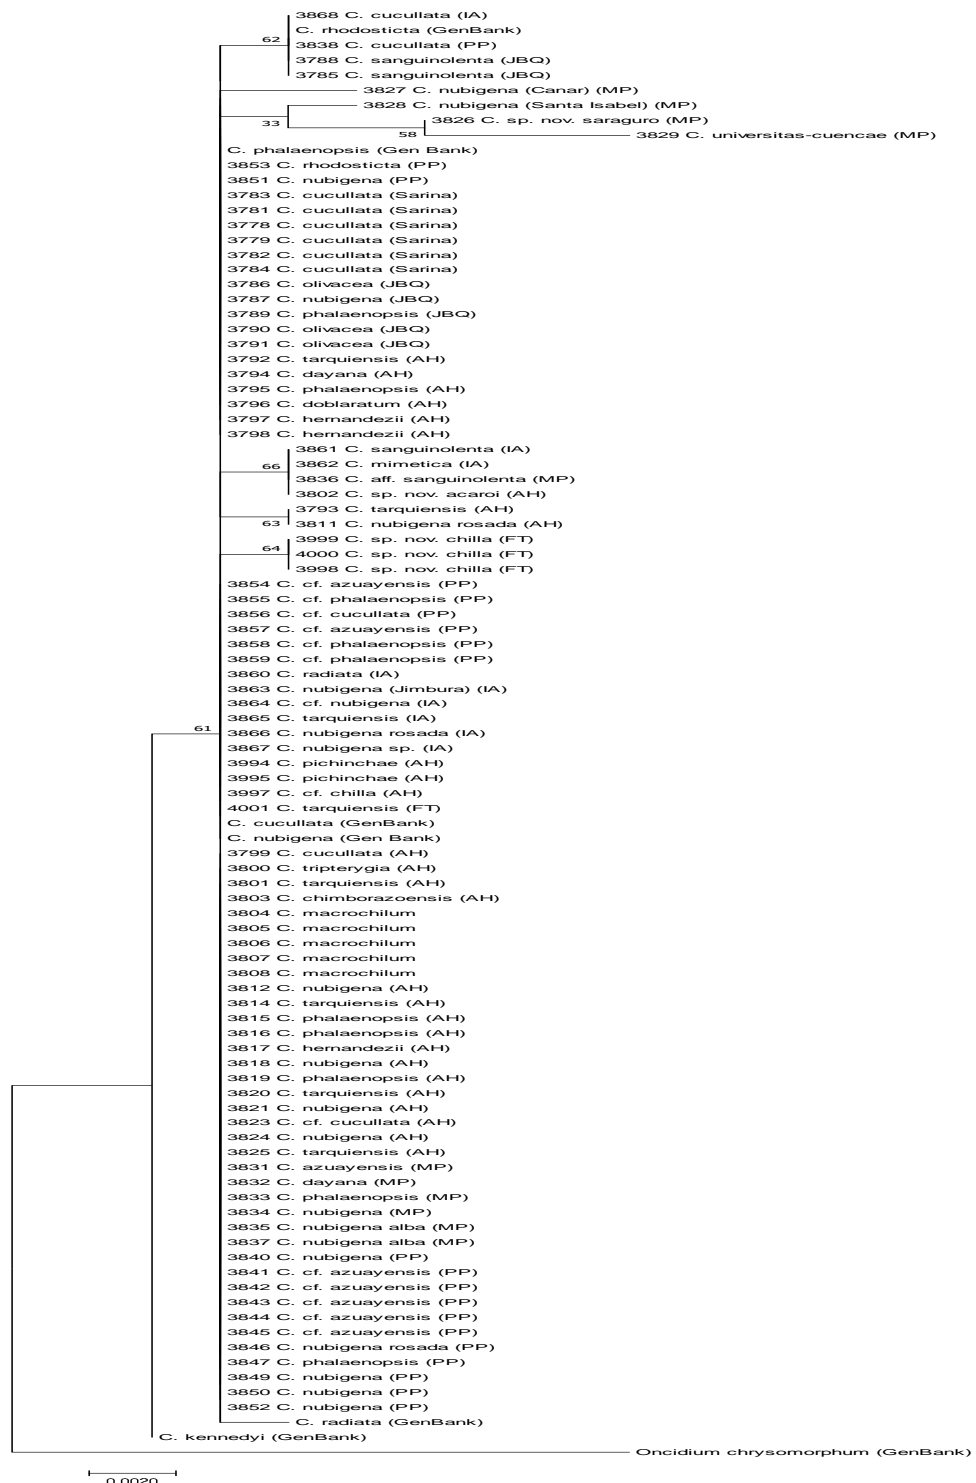 3868 C. cucullata (IA)
C. rhodosticta (GenBank)
62
3838 C. cucullata (PP)
3788 C. sanguinolenta (JBQ)
3785 C. sanguinolenta (JBQ)
3827 C. nubigena (Canar) (MP)
3828 C. nubigena (Santa Isabel) (MP)
33
3826 C. sp. nov. saraguro (MP)
58
3829 C. universitas-cuencae (MP)
C. phalaenopsis (Gen Bank)
3853 C. rhodosticta (PP)
3851 C. nubigena (PP)
3783 C. cucullata (Sarina)
3781 C. cucullata (Sarina)
3778 C. cucullata (Sarina)
3779 C. cucullata (Sarina)
3782 C. cucullata (Sarina)
3784 C. cucullata (Sarina)
3786 C. olivacea (JBQ)
3787 C. nubigena (JBQ)
3789 C. phalaenopsis (JBQ)
3790 C. olivacea (JBQ)
3791 C. olivacea (JBQ)
3792 C. tarquiensis (AH)
3794 C. dayana (AH)
3795 C. phalaenopsis (AH)
3796 C. doblaratum (AH)
3797 C. hernandezii (AH)
3798 C. hernandezii (AH)
3861 C. sanguinolenta (IA)
3862 C. mimetica (IA)
66
3836 C. aff. sanguinolenta (MP)
3802 C. sp. nov. acaroi (AH)
3793 C. tarquiensis (AH)
63
3811 C. nubigena rosada (AH)
3999 C. sp. nov. chilla (FT)
64
4000 C. sp. nov. chilla (FT)
3998 C. sp. nov. chilla (FT)
3854 C. cf. azuayensis (PP)
3855 C. cf. phalaenopsis (PP)
3856 C. cf. cucullata (PP)
3857 C. cf. azuayensis (PP)
3858 C. cf. phalaenopsis (PP)
3859 C. cf. phalaenopsis (PP)
3860 C. radiata (IA)
3863 C. nubigena (Jimbura) (IA)
3864 C. cf. nubigena (IA)
3865 C. tarquiensis (IA)
61
3866 C. nubigena rosada (IA)
3867 C. nubigena sp. (IA)
3994 C. pichinchae (AH)
3995 C. pichinchae (AH)
3997 C. cf. chilla (AH)
4001 C. tarquiensis (FT)
C. cucullata (GenBank)
C. nubigena (Gen Bank)
3799 C. cucullata (AH)
3800 C. tripterygia (AH)
3801 C. tarquiensis (AH)
3803 C. chimborazoensis (AH)
3804 C. macrochilum
3805 C. macrochilum
3806 C. macrochilum
3807 C. macrochilum
3808 C. macrochilum
3812 C. nubigena (AH)
3814 C. tarquiensis (AH)
3815 C. phalaenopsis (AH)
3816 C. phalaenopsis (AH)
3817 C. hernandezii (AH)
3818 C. nubigena (AH)
3819 C. phalaenopsis (AH)
3820 C. tarquiensis (AH)
3821 C. nubigena (AH)
3823 C. cf. cucullata (AH)
3824 C. nubigena (AH)
3825 C. tarquiensis (AH)
3831 C. azuayensis (MP)
3832 C. dayana (MP)
3833 C. phalaenopsis (MP)
3834 C. nubigena (MP)
3835 C. nubigena alba (MP)
3837 C. nubigena alba (MP)
3840 C. nubigena (PP)
3841 C. cf. azuayensis (PP)
3842 C. cf. azuayensis (PP)
3843 C. cf. azuayensis (PP)
3844 C. cf. azuayensis (PP)
3845 C. cf. azuayensis (PP)
3846 C. nubigena rosada (PP)
3847 C. phalaenopsis (PP)
3849 C. nubigena (PP)
3850 C. nubigena (PP)
3852 C. nubigena (PP)
C. radiata (GenBank)
C. kennedyi (GenBank)
Oncidium chrysomorphum (GenBank)
0.0020